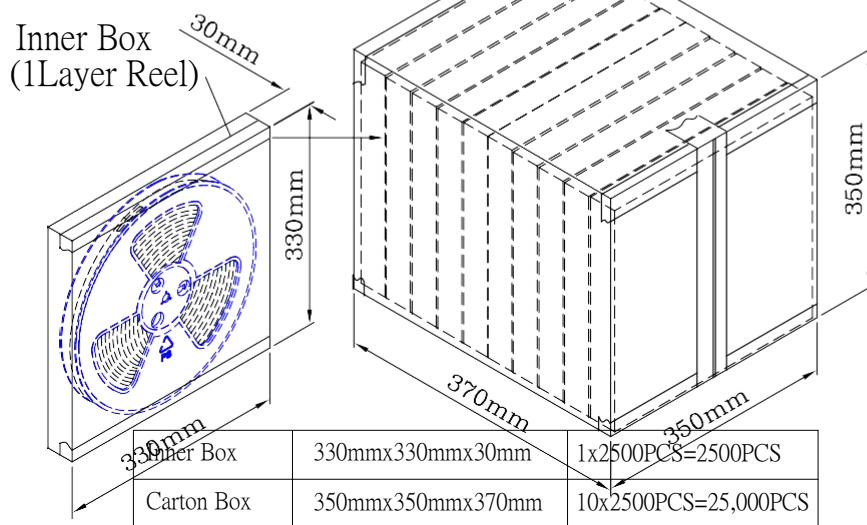 Inner Box
(1Layer Reel)
30mm
330mm
330mm
370mm
350mm
350mm
Inner Box 330mmx330mmx30mm 1x2500PCS=2500PCS
Carton Box 350mmx350mmx370mm 10x2500PCS=25,000PCS